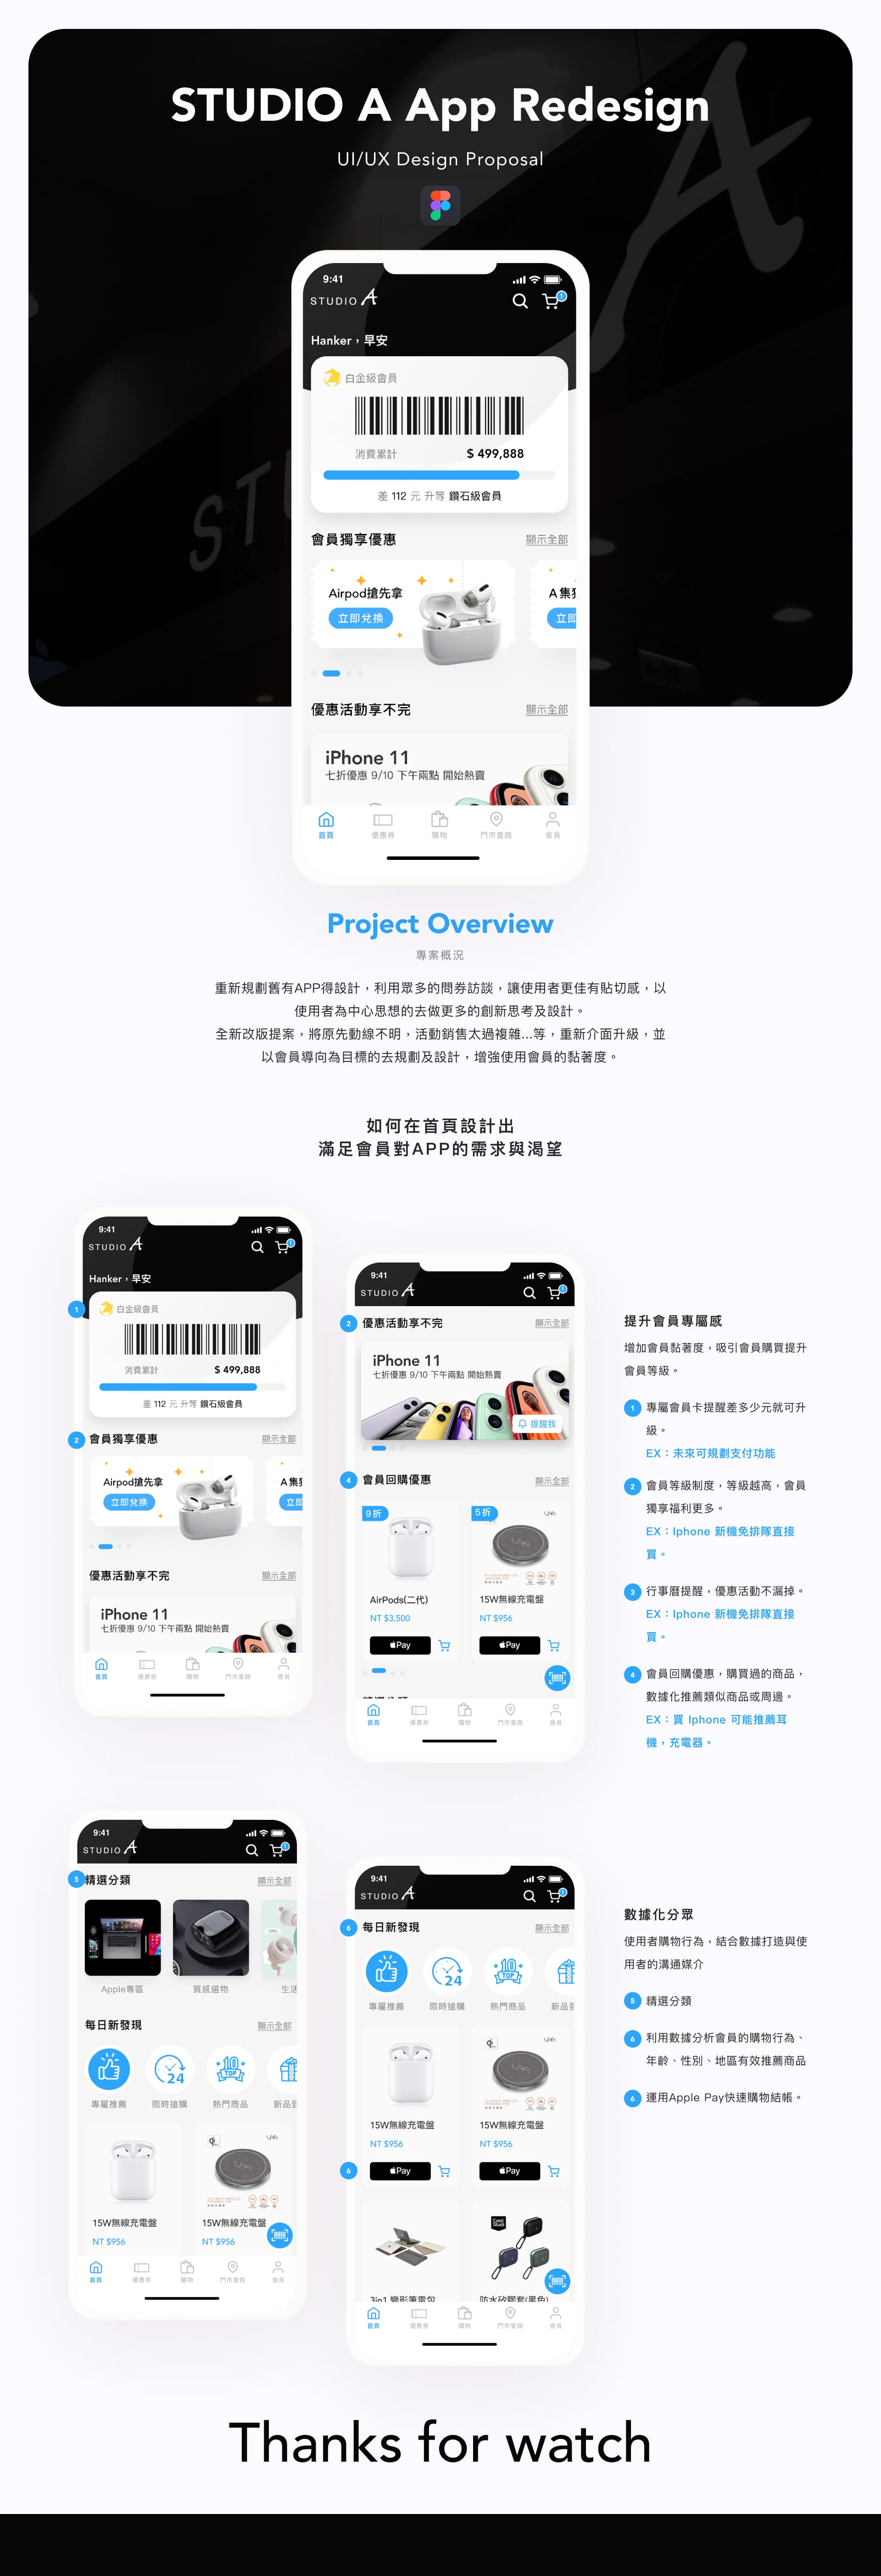 STUDIO A App Redesign
UI/UX Design Proposal
9:41
STUDIO A
1
Hanker，早安
白金級會員
消費累計 $ 499,888
差 112 元 升等 鑽石級會員
會員獨享優惠 顯示全部
Airpod搶先拿
立即兌換
A 集
立即
優惠活動享不完 顯示全部
iPhone 11
七折優惠 9/10 下午兩點 開始熱賣
首頁 優惠券 購物 門市查詢 會員
Project Overview
專案概況
重新規劃舊有APP得設計，利用眾多的問券訪談，讓使用者更佳有貼切感，以
使用者為中心思想的去做更多的創新思考及設計。
全新改版提案，將原先動線不明，活動銷售太過複雜...等，重新介面升級，並
以會員導向為目標的去規劃及設計，增強使用會員的黏著度。
如何在首頁設計出
滿足會員對APP的需求與渴望
9:41
STUDIO A
1
Hanker，早安
1
白金級會員
消費累計 $ 499,888
差 112 元 升等 鑽石級會員
2 會員獨享優惠 顯示全部
Airpod搶先拿
立即兌換
A 集
立即
優惠活動享不完 顯示全部
iPhone 11
七折優惠 9/10 下午兩點 開始熱賣
首頁 優惠券 購物 門市查詢 會員
9:41
STUDIO A
1
2 優惠活動享不完 顯示全部
iPhone 11
七折優惠 9/10 下午兩點 開始熱賣
提醒我
4 會員回購優惠 顯示全部
9折 5折
AirPods(二代) 15W無線充電盤
NT $3,500 NT $956
Pay Pay
首頁 優惠券 購物 門市查詢 會員
提升會員專屬感
增加會員黏著度，吸引會員購買提升
會員等級。
1 專屬會員卡提醒差多少元就可升
級。
EX：未來可規劃支付功能
2 會員等級制度，等級越高，會員
獨享福利更多。
EX：Iphone 新機免排隊直接
買。
3 行事曆提醒，優惠活動不漏掉。
EX：Iphone 新機免排隊直接
買。
4 會員回購優惠，購買過的商品，
數據化推薦類似商品或周邊。
EX：買 Iphone 可能推薦耳
機，充電器。
9:41
STUDIO A
1
5 精選分類 顯示全部
Apple專區 質感選物 生活
每日新發現 顯示全部
24
10
TOP
專屬推薦 限時搶購 熱門商品 新品到
15W無線充電盤 15W無線充電盤
NT $956 NT $956
首頁 優惠券 購物 門市查詢 會員
9:41
STUDIO A
1
6 每日新發現 顯示全部
24
10
TOP
專屬推薦 限時搶購 熱門商品 新品到
15W無線充電盤 15W無線充電盤
NT $956 NT $956
6 Pay Pay
3in1 變形筆電包 防水矽膠套(黑色)
首頁 優惠券 購物 門市查詢 會員
數據化分眾
使用者購物行為，結合數據打造與使
用者的溝通媒介
5 精選分類
6 利用數據分析會員的購物行為、
年齡、性別、地區有效推薦商品
6 運用Apple Pay快速購物結帳。
Thanks for watch